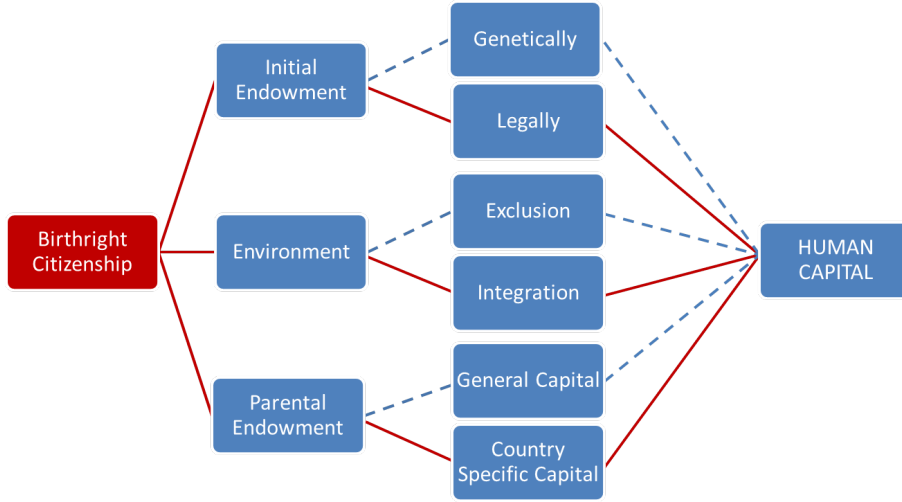 Birthright
Citizenship
Initial
Endowment
Environment
Parental
Endowment
Genetically
Legally
Exclusion
Integration
General Capital
Country
Specific Capital
HUMAN
CAPITAL